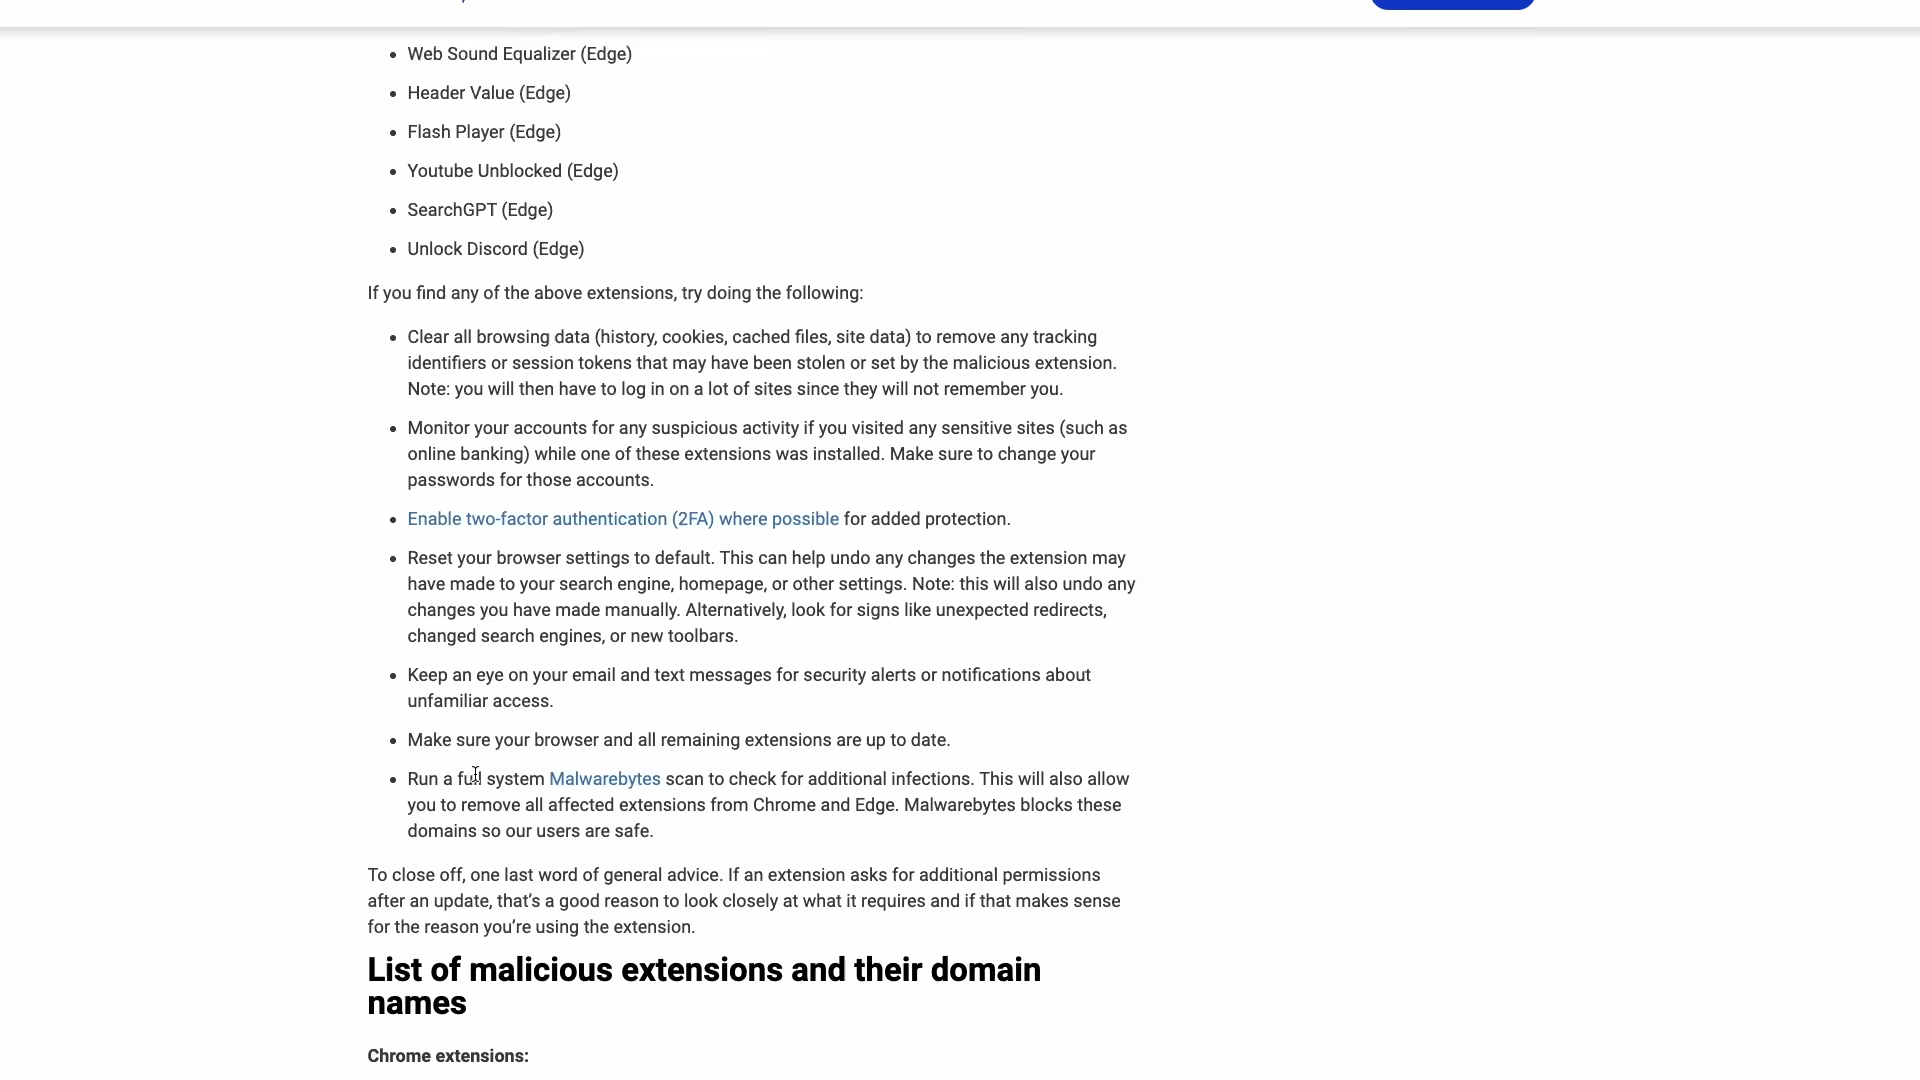 Web Sound Equalizer (Edge)
Header Value (Edge)
Flash Player (Edge)
Youtube Unblocked (Edge)
SearchGPT (Edge)
Unlock Discord (Edge)
If you find any of the above extensions, try doing the following:
Clear all browsing data (history, cookies, cached files, site data) to remove any tracking
identifiers or session tokens that may have been stolen or set by the malicious extension.
Note: you will then have to log in on a lot of sites since they will not remember you.
Monitor your accounts for any suspicious activity if you visited any sensitive sites (such as
online banking) while one of these extensions was installed. Make sure to change your
passwords for those accounts.
Enable two-factor authentication (2FA) where possible for added protection.
Reset your browser settings to default. This can help undo any changes the extension may
have made to your search engine, homepage, or other settings. Note: this will also undo any
changes you have made manually. Alternatively, look for signs like unexpected redirects,
changed search engines, or new toolbars.
Keep an eye on your email and text messages for security alerts or notifications about
unfamiliar access.
Make sure your browser and all remaining extensions are up to date.
Run a full system Malwarebytes scan to check for additional infections. This will also allow
you to remove all affected extensions from Chrome and Edge. Malwarebytes blocks these
domains so our users are safe.
To close off, one last word of general advice. If an extension asks for additional permissions
after an update, that’s a good reason to look closely at what it requires and if that makes sense
for the reason you’re using the extension.
List of malicious extensions and their domain
names
Chrome extensions: